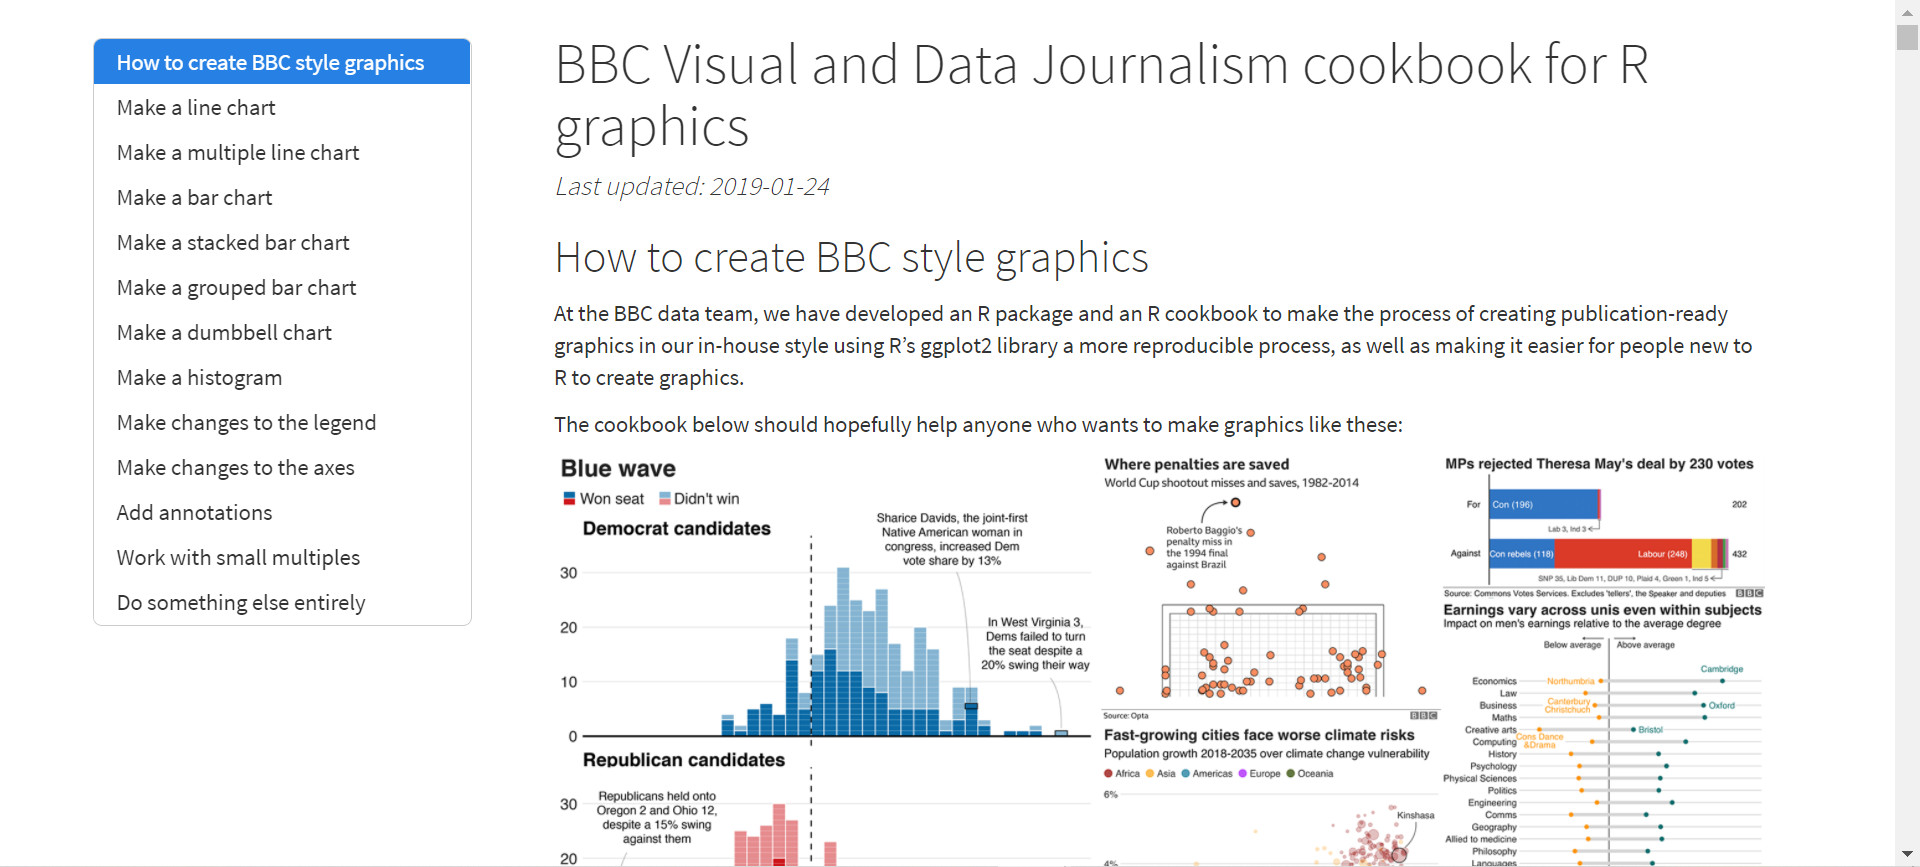 How to create BBC style graphics
Make a line chart
Make a multiple line chart
Make a bar chart
Make a stacked bar chart
Make a grouped bar chart
Make a dumbbell chart
Make a histogram
Make changes to the legend
Make changes to the axes
Add annotations
Work with small multiples
Do something else entirely
BBC Visual and Data Journalism cookbook for R
graphics
Last updated: 2019-01-24
How to create BBC style graphics
At the BBC data team, we have developed an R package and an R cookbook to make the process of creating publication-ready
graphics in our in-house style using R’s ggplot2 library a more reproducible process, as well as making it easier for people new to
R to create graphics.
The cookbook below should hopefully help anyone who wants to make graphics like these:
Blue wave
Won seat Didn't win
Democrat candidates
Sharice Davids, the joint-first
Native American woman in
congress, increased Dem
vote share by 13%
In West Virginia 3,
Dems failed to turn
the seat despite a
20% swing their way
30
20
10
0
Republican candidates
Republicans held onto
Oregon 2 and Ohio 12,
despite a 15% swing
against them
30
20
Where penalties are saved
World Cup shootout misses and saves, 1982-2014
Roberto Baggio's
penalty miss in
the 1994 final
against Brazil
Source: Opta BBC
Fast-growing cities face worse climate risks
Population growth 2018-2035 over climate change vulnerability
Africa Asia Americas Europe Oceania
6%
Kinshasa
4%
MPs rejected Theresa May's deal by 230 votes
For Con (196) 202
Lab 3, Ind 3
Against Con rebels (118) Labour (248) 432
SNP 35, Lib Dem 11, DUP 10, Plaid 4, Green 1, Ind 5
Source: Commons Votes Services. Excludes 'tellers', the Speaker and deputies BBC
Earnings vary across unis even within subjects
Impact on men's earnings relative to the average degree
Below average Above average
Cambridge
Economics Northumbria
Law
Business Canterbury Christchuch Oxford
Maths
Creative arts Bristol
Computing Cons Dance &Drama
History
Psychology
Physical Sciences
Politics
Engineering
Comms
Geography
Allied to medicine
Philosophy
Languages